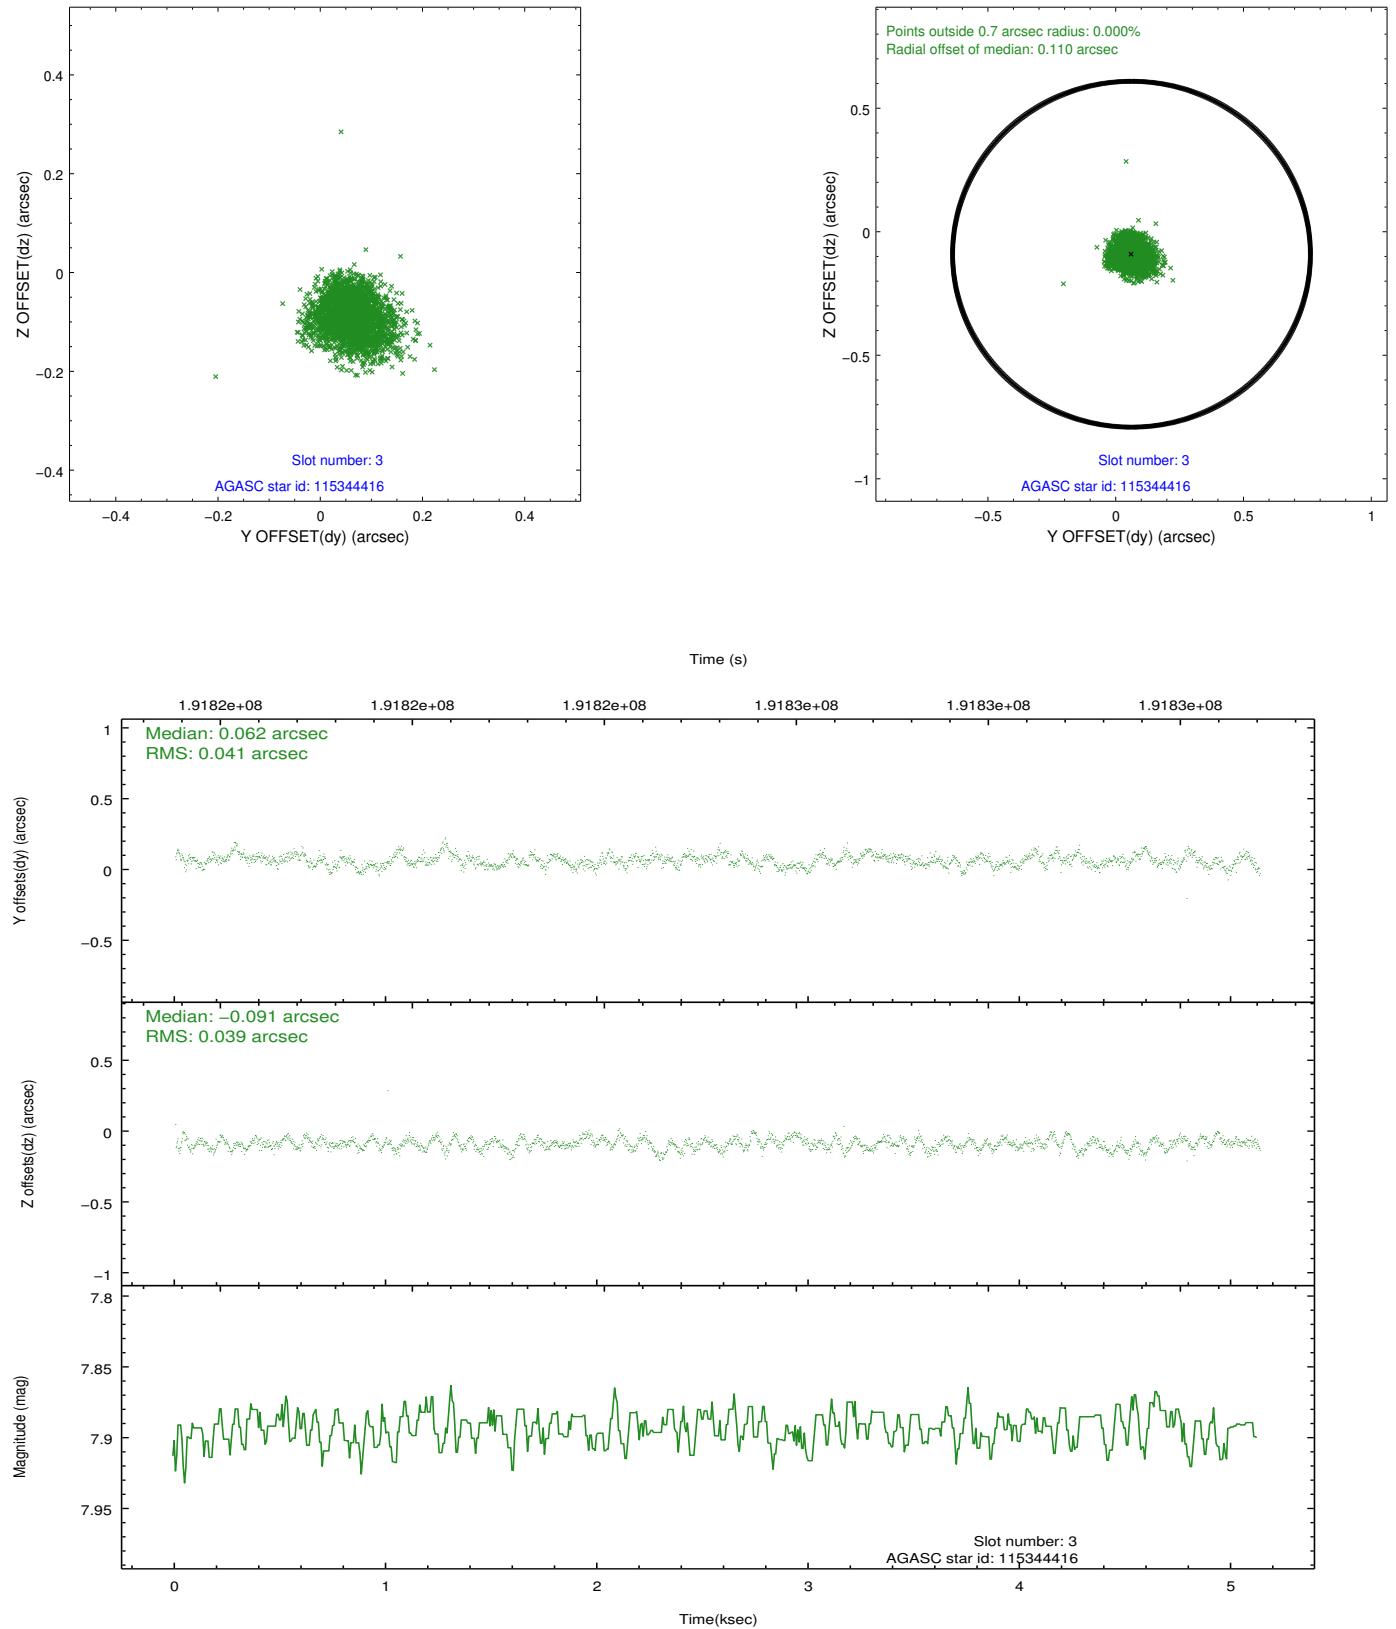 0.4
0.2
0
−0.2
−0.4
Z OFFSET(dz) (arcsec)
Slot number: 3
AGASC star id: 115344416
−0.4 −0.2 0 0.2 0.4
Y OFFSET(dy) (arcsec)
Points outside 0.7 arcsec radius: 0.000%
Radial offset of median: 0.110 arcsec
0.5
0
−0.5
−1
Z OFFSET(dz) (arcsec)
Slot number: 3
AGASC star id: 115344416
−0.5 0 0.5 1
Y OFFSET(dy) (arcsec)
Time (s)
1.9182e+08 1.9182e+08 1.9182e+08 1.9183e+08 1.9183e+08 1.9183e+08
Median: 0.062 arcsec
RMS: 0.041 arcsec
1
0.5
0
−0.5
Y offsets(dy) (arcsec)
Median: −0.091 arcsec
RMS: 0.039 arcsec
0.5
0
−0.5
−1
Z offsets(dz) (arcsec)
7.8
7.85
7.9
7.95
Magnitude (mag)
Slot number: 3
AGASC star id: 115344416
0 1 2 3 4 5
Time(ksec)